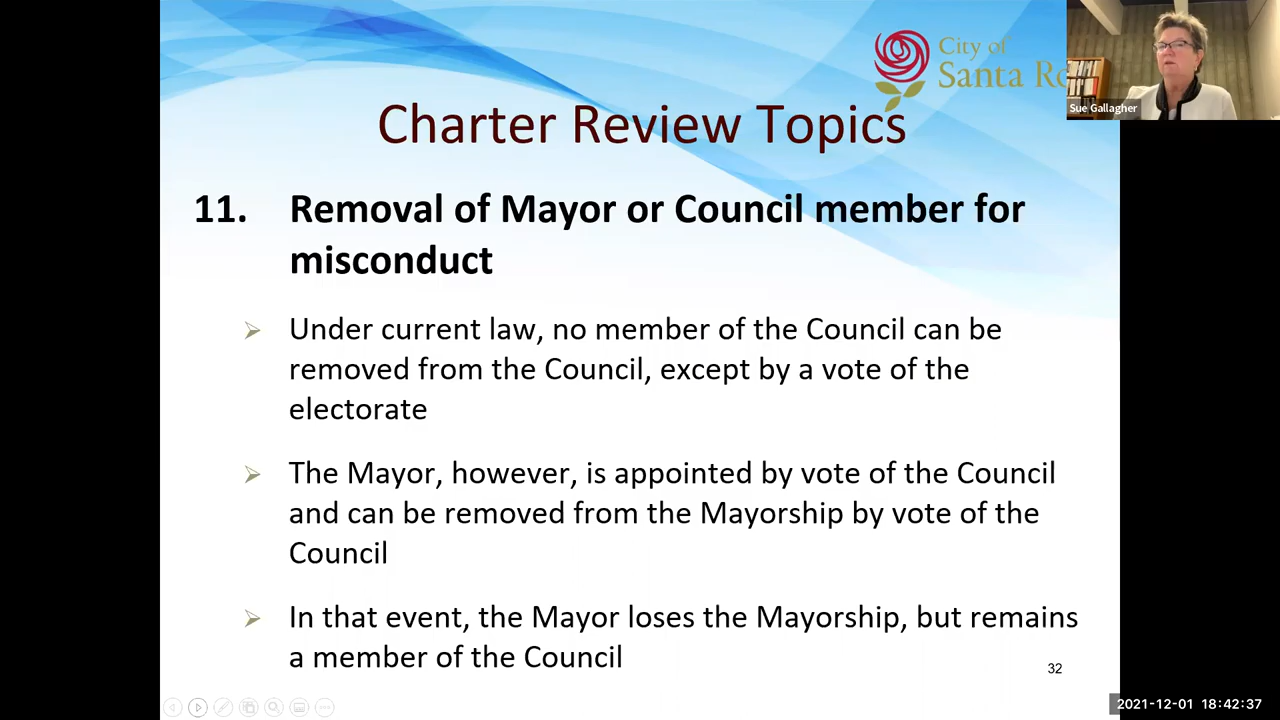 City of
Santa Ro
Sue Gallagher
Charter Review Topics
11. Removal of Mayor or Council member for
misconduct
Under current law, no member of the Council can be
removed from the Council, except by a vote of the
electorate
The Mayor, however, is appointed by vote of the Council
and can be removed from the Mayorship by vote of the
Council
In that event, the Mayor loses the Mayorship, but remains
a member of the Council
32
2021-12-01 18:42:37